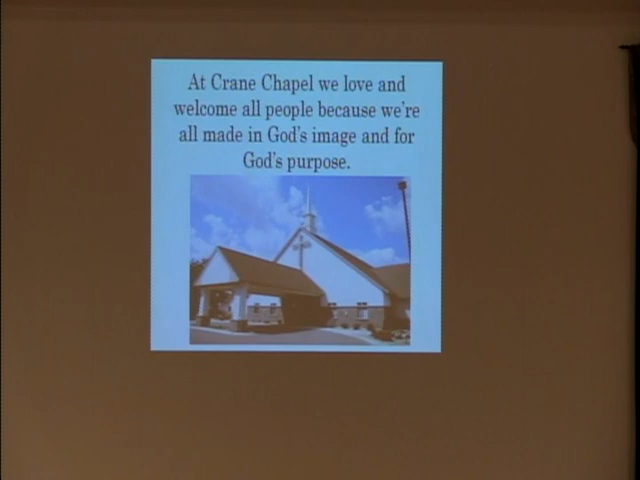 At Crane Chapel we love and
welcome all people because we're
all made in God's image and for
God's purpose.